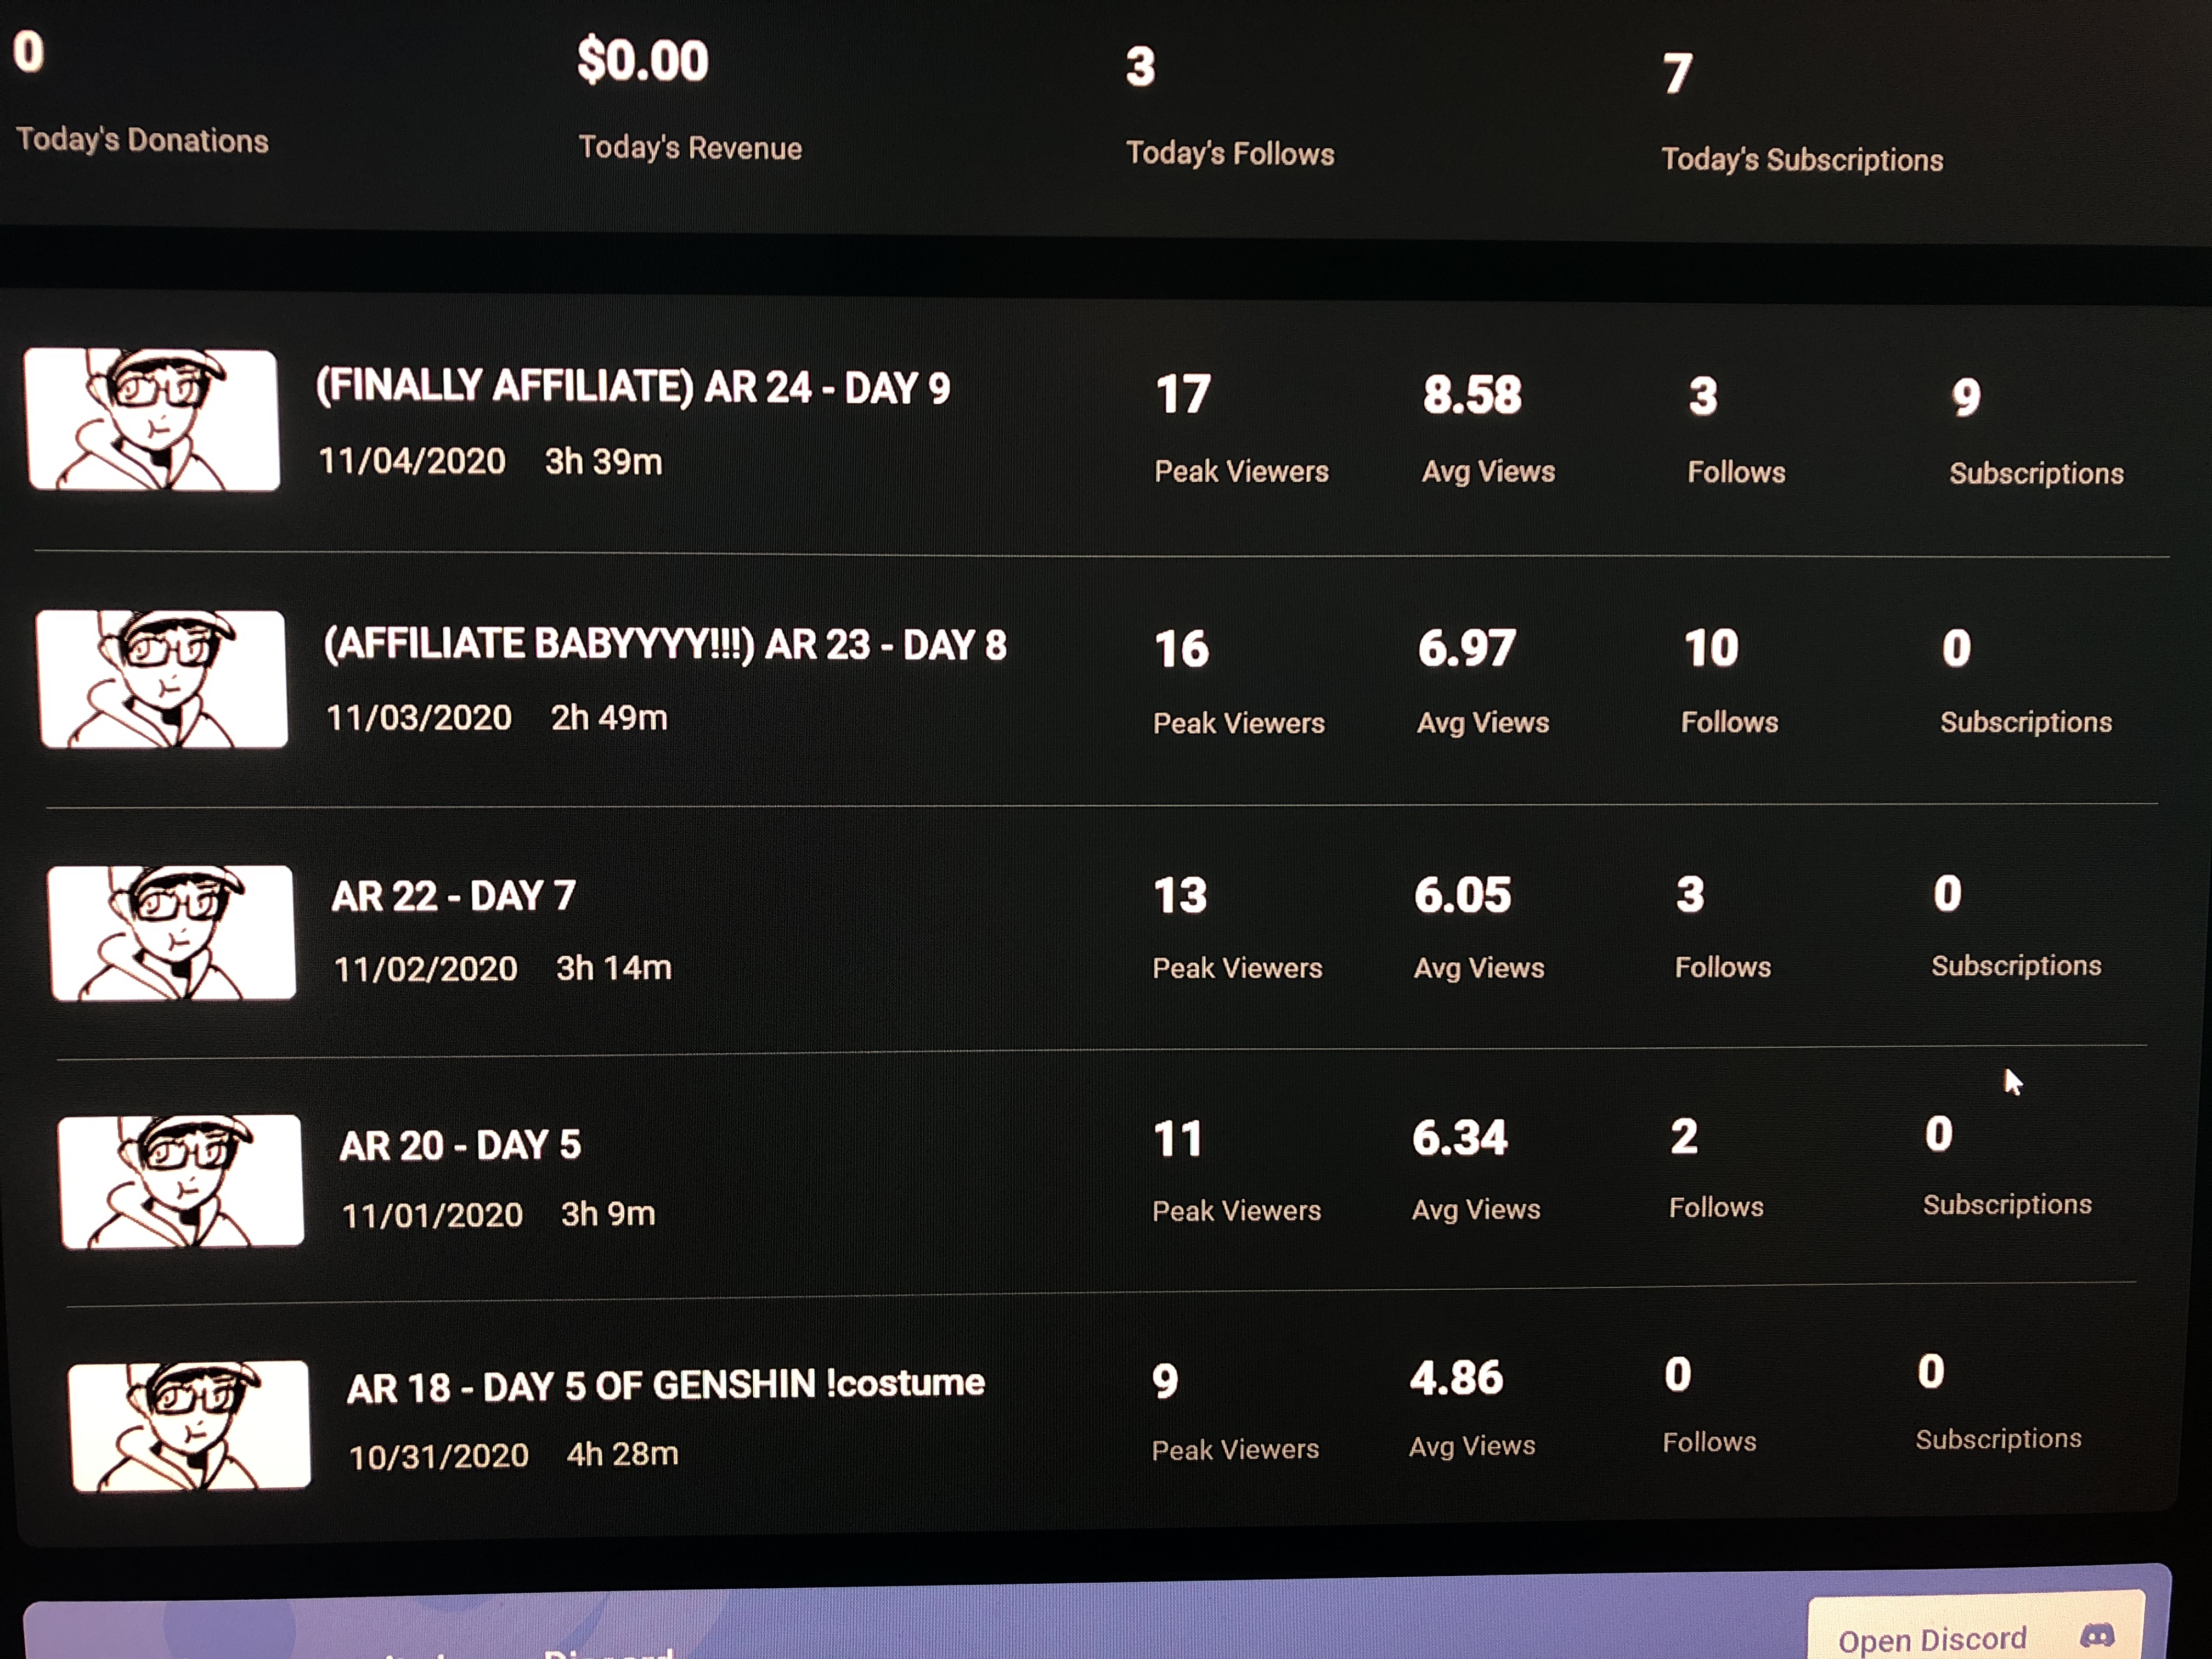 0
$0.00
3
7
Today's Donations
Today's Revenue
Today's Follows
Today's Subscriptions
(FINALLY AFFILIATE) AR 24 - DAY 9
11/04/2020 3h 39m
17
Peak Viewers
8.58
Avg Views
3
Follows
9
Subscriptions
(AFFILIATE BABYYYY!!!) AR 23 - DAY 8
11/03/2020 2h 49m
16
Peak Viewers
6.97
Avg Views
10
Follows
0
Subscriptions
AR 22 - DAY 7
11/02/2020 3h 14m
13
Peak Viewers
6.05
Avg Views
3
Follows
0
Subscriptions
AR 20 - DAY 5
11/01/2020 3h 9m
11
Peak Viewers
6.34
Avg Views
2
Follows
0
Subscriptions
AR 18 - DAY 5 OF GENSHIN !costume
10/31/2020 4h 28m
9
Peak Viewers
4.86
Avg Views
0
Follows
0
Subscriptions
Discord
Open Discord